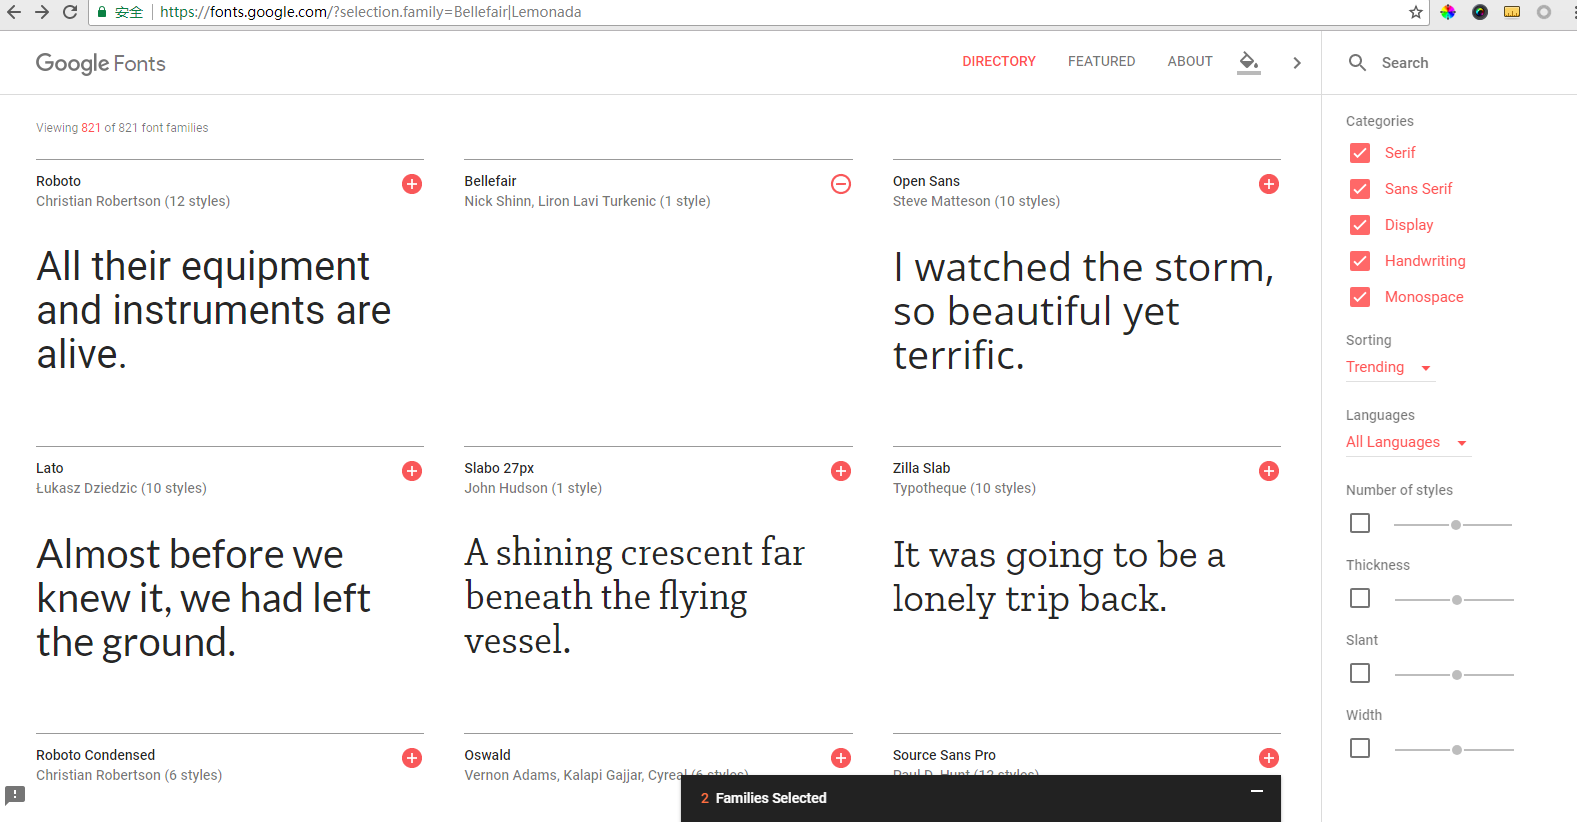 安全 https://fonts.google.com/?selection.family=Bellefair|Lemonada
Google Fonts
DIRECTORY FEATURED ABOUT
Search
Viewing 821 of 821 font families
Roboto
Christian Robertson (12 styles)
All their equipment
and instruments are
alive.
Bellefair
Nick Shinn, Liron Lavi Turkenic (1 style)
Open Sans
Steve Matteson (10 styles)
I watched the storm,
so beautiful yet
terrific.
Lato
Łukasz Dziedzic (10 styles)
Almost before we
knew it, we had left
the ground.
Slabo 27px
John Hudson (1 style)
A shining crescent far
beneath the flying
vessel.
Zilla Slab
Typotheque (10 styles)
It was going to be a
lonely trip back.
Roboto Condensed
Christian Robertson (6 styles)
Oswald
Vernon Adams, Kalapi Gajjar, Cyreal (6 styles)
Source Sans Pro
Paul D. Hunt (12 styles)
2 Families Selected
Categories
Serif
Sans Serif
Display
Handwriting
Monospace
Sorting
Trending
Languages
All Languages
Number of styles
Thickness
Slant
Width